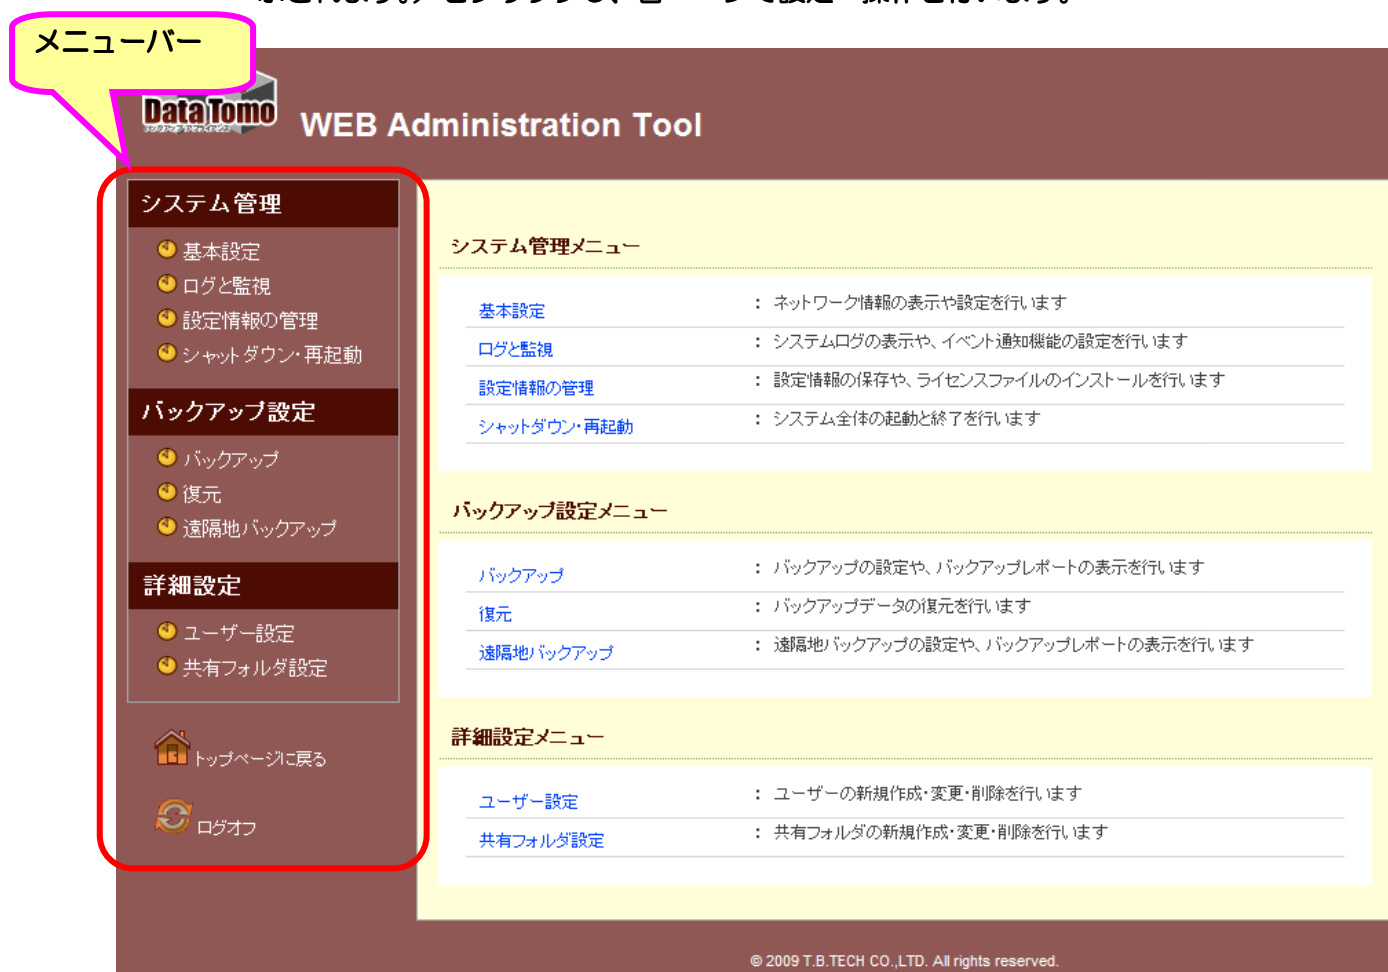 メニューバー
DataTomo
WEB Administration Tool
システム管理
基本設定
ログと監視
設定情報の管理
シャットダウン・再起動
バックアップ設定
バックアップ
復元
遠隔地バックアップ
詳細設定
ユーザー設定
共有フォルダ設定
トップページに戻る
ログオフ
システム管理メニュー
基本設定 ： ネットワーク情報の表示や設定を行います
ログと監視 ： システムログの表示や、イベント通知機能の設定を行います
設定情報の管理 ： 設定情報の保存や、ライセンスファイルのインストールを行います
シャットダウン・再起動 ： システム全体の起動と終了を行います
バックアップ設定メニュー
バックアップ ： バックアップの設定や、バックアップレポートの表示を行います
復元 ： バックアップデータの復元を行います
遠隔地バックアップ ： 遠隔地バックアップの設定や、バックアップレポートの表示を行います
詳細設定メニュー
ユーザー設定 ： ユーザーの新規作成・変更・削除を行います
共有フォルダ設定 ： 共有フォルダの新規作成・変更・削除を行います
© 2009 T.B.TECH CO.,LTD. All rights reserved.